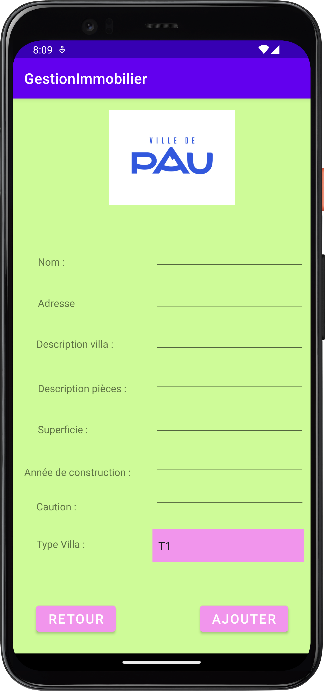 8:09
GestionImmobilier
VILLE DE
PAU
Nom :
Adresse
Description villa :
Description pièces :
Superficie :
Année de construction :
Caution :
Type Villa :
T1
RETOUR
AJOUTER